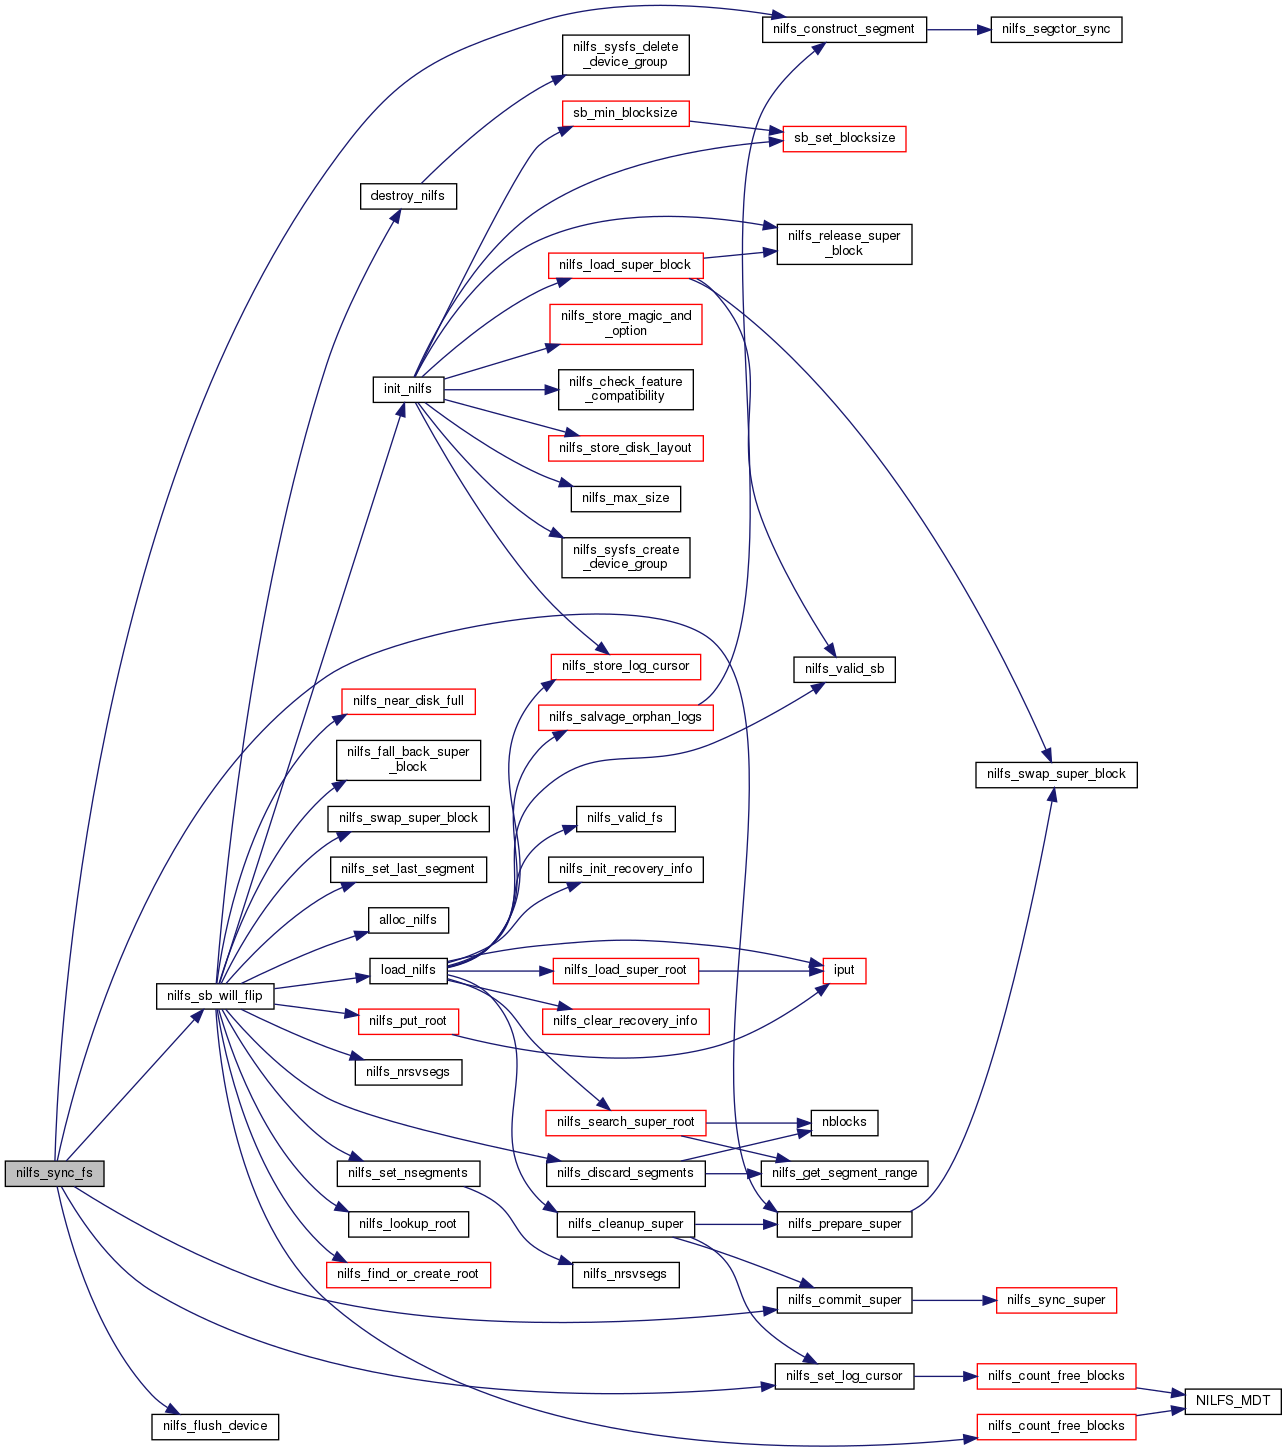 nilfs_construct_segment
nilfs_segctor_sync
nilfs_sysfs_delete
_device_group
sb_min_blocksize
sb_set_blocksize
destroy_nilfs
nilfs_release_super
_block
nilfs_load_super_block
nilfs_store_magic_and
_option
init_nilfs
nilfs_check_feature
_compatibility
nilfs_store_disk_layout
nilfs_max_size
nilfs_sysfs_create
_device_group
nilfs_store_log_cursor
nilfs_valid_sb
nilfs_near_disk_full
nilfs_salvage_orphan_logs
nilfs_fall_back_super
_block
nilfs_swap_super_block
nilfs_swap_super_block
nilfs_valid_fs
nilfs_set_last_segment
nilfs_init_recovery_info
alloc_nilfs
load_nilfs
nilfs_load_super_root
iput
nilfs_sb_will_flip
nilfs_put_root
nilfs_clear_recovery_info
nilfs_nrsvsegs
nilfs_search_super_root
nblocks
nilfs_sync_fs
nilfs_set_nsegments
nilfs_discard_segments
nilfs_get_segment_range
nilfs_lookup_root
nilfs_cleanup_super
nilfs_prepare_super
nilfs_find_or_create_root
nilfs_nrsvsegs
nilfs_commit_super
nilfs_sync_super
nilfs_set_log_cursor
nilfs_count_free_blocks
NILFS_MDT
nilfs_flush_device
nilfs_count_free_blocks